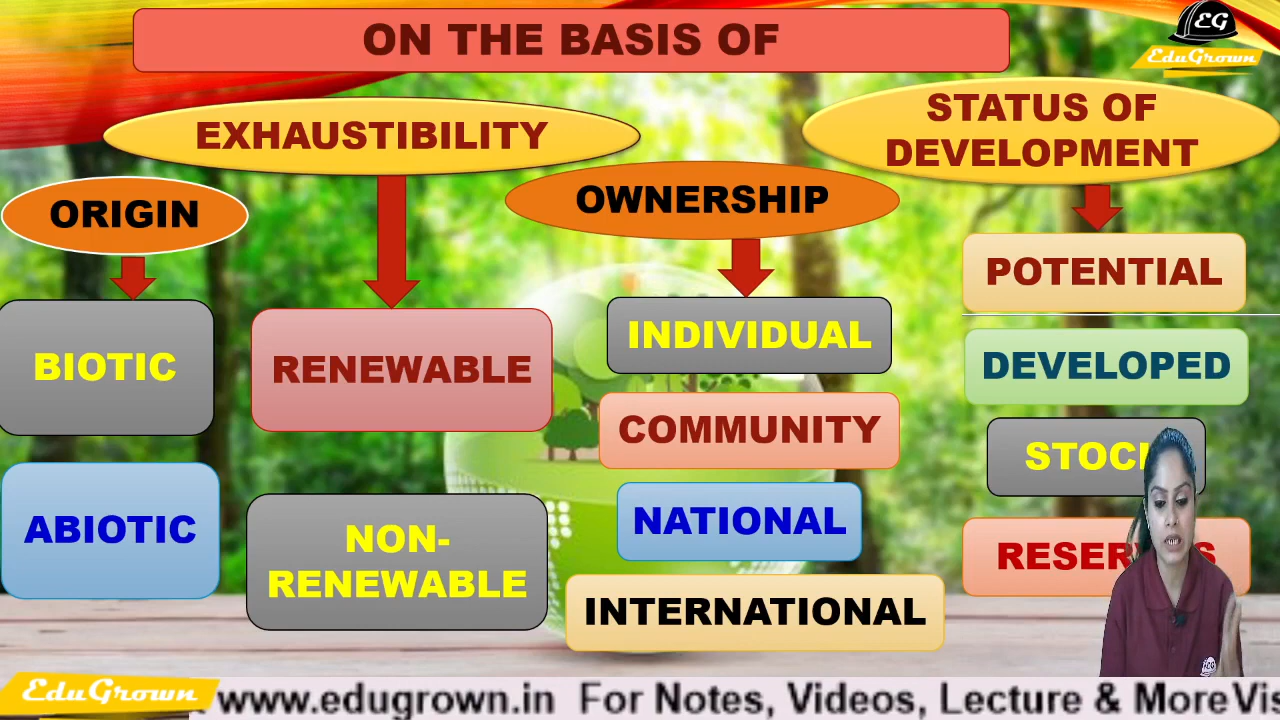 ON THE BASIS OF
EG
EduGrown
EXHAUSTIBILITY
STATUS OF
DEVELOPMENT
ORIGIN
OWNERSHIP
BIOTIC
ABIOTIC
RENEWABLE
NON-
RENEWABLE
INDIVIDUAL
COMMUNITY
NATIONAL
INTERNATIONAL
POTENTIAL
DEVELOPED
EduGrown
www.edugrown.in For Notes, Videos, Lecture & More